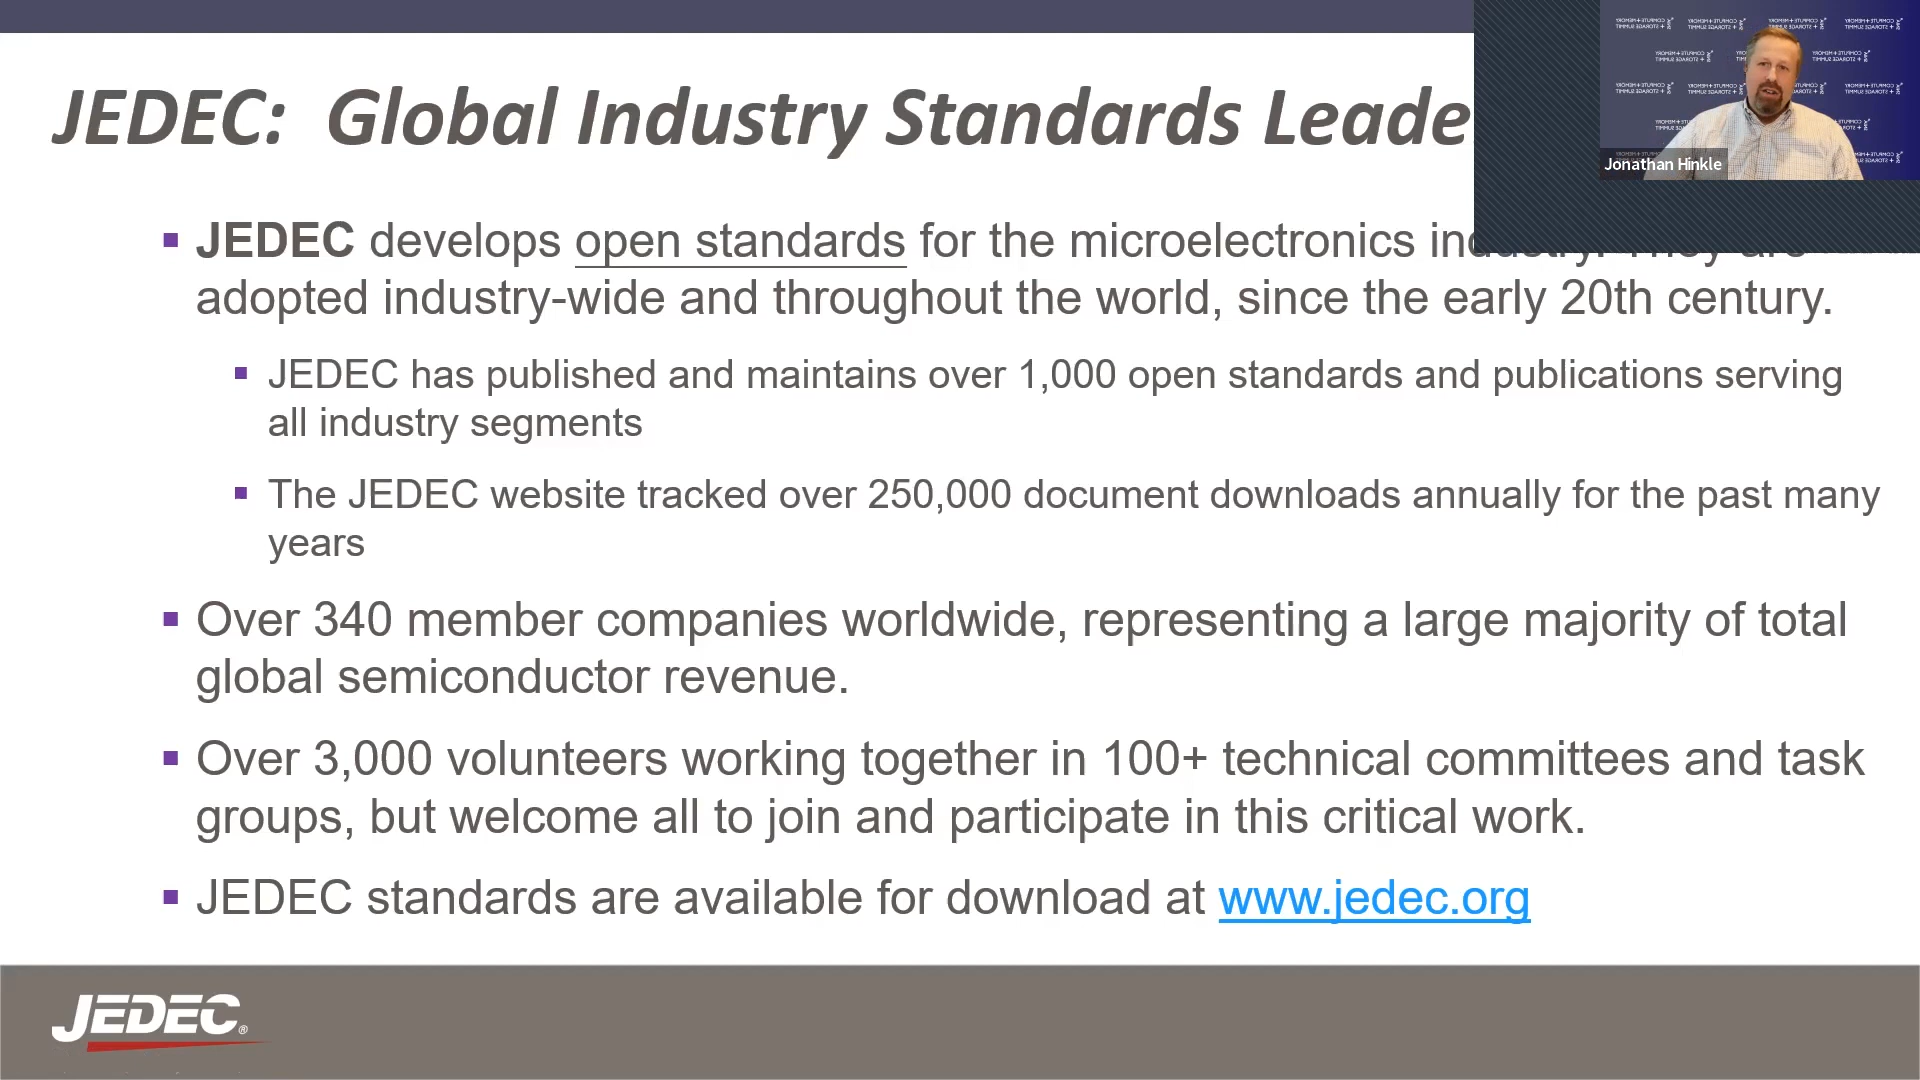 JEDEC: Global Industry Standards Leade
Jonathan Hinkle
▪ JEDEC develops open standards for the microelectronics industry. They are
adopted industry-wide and throughout the world, since the early 20th century.
▪ JEDEC has published and maintains over 1,000 open standards and publications serving
all industry segments
▪ The JEDEC website tracked over 250,000 document downloads annually for the past many
years
▪ Over 340 member companies worldwide, representing a large majority of total
global semiconductor revenue.
▪ Over 3,000 volunteers working together in 100+ technical committees and task
groups, but welcome all to join and participate in this critical work.
▪ JEDEC standards are available for download at www.jedec.org
JEDEC®